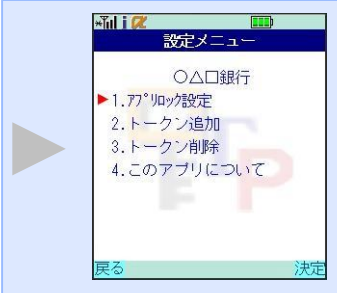 設定メニュー
○△□銀行
1.ｱﾌﾟﾘﾛｯｸ設定
2.トークン追加
3.トークン削除
4.このアプリについて
戻る 決定